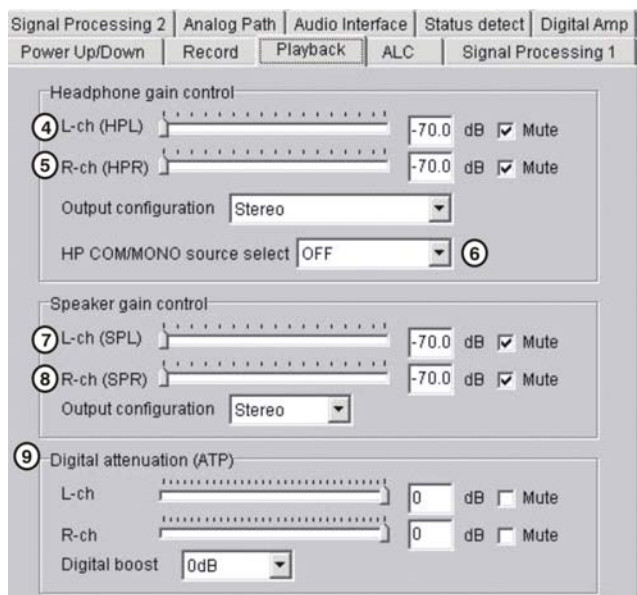 Signal Processing 2 Analog Path Audio Interface Status detect Digital Amp
Power Up/Down Record Playback ALC Signal Processing 1
Headphone gain control
4 L-ch (HPL) -70.0 dB Mute
5 R-ch (HPR) -70.0 dB Mute
Output configuration Stereo
HP COM/MONO source select OFF 6
Speaker gain control
7 L-ch (SPL) -70.0 dB Mute
8 R-ch (SPR) -70.0 dB Mute
Output configuration Stereo
9 Digital attenuation (ATP)
L-ch 0 dB Mute
R-ch 0 dB Mute
Digital boost 0dB